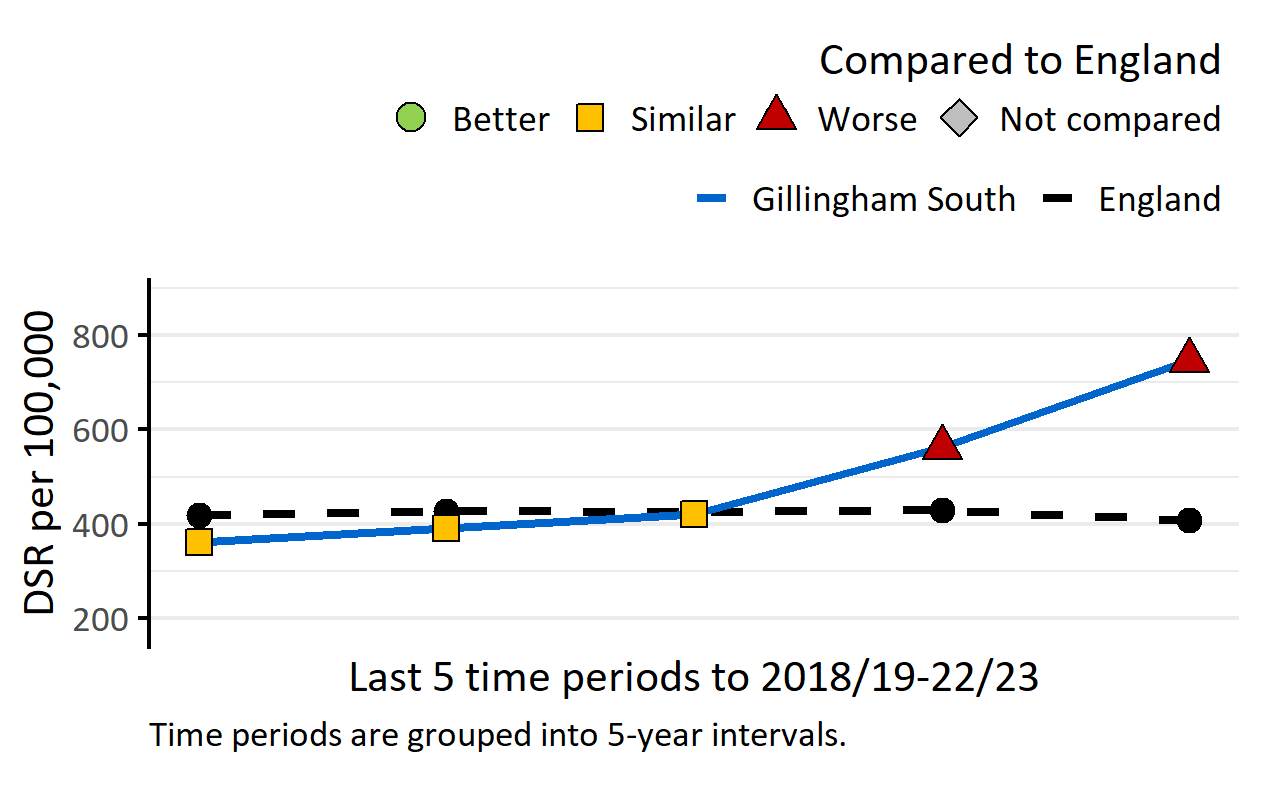 Compared to England
Better Similar Worse Not compared
Gillingham South England
DSR per 100,000
800
600
400
200
Last 5 time periods to 2018/19-22/23
Time periods are grouped into 5-year intervals.